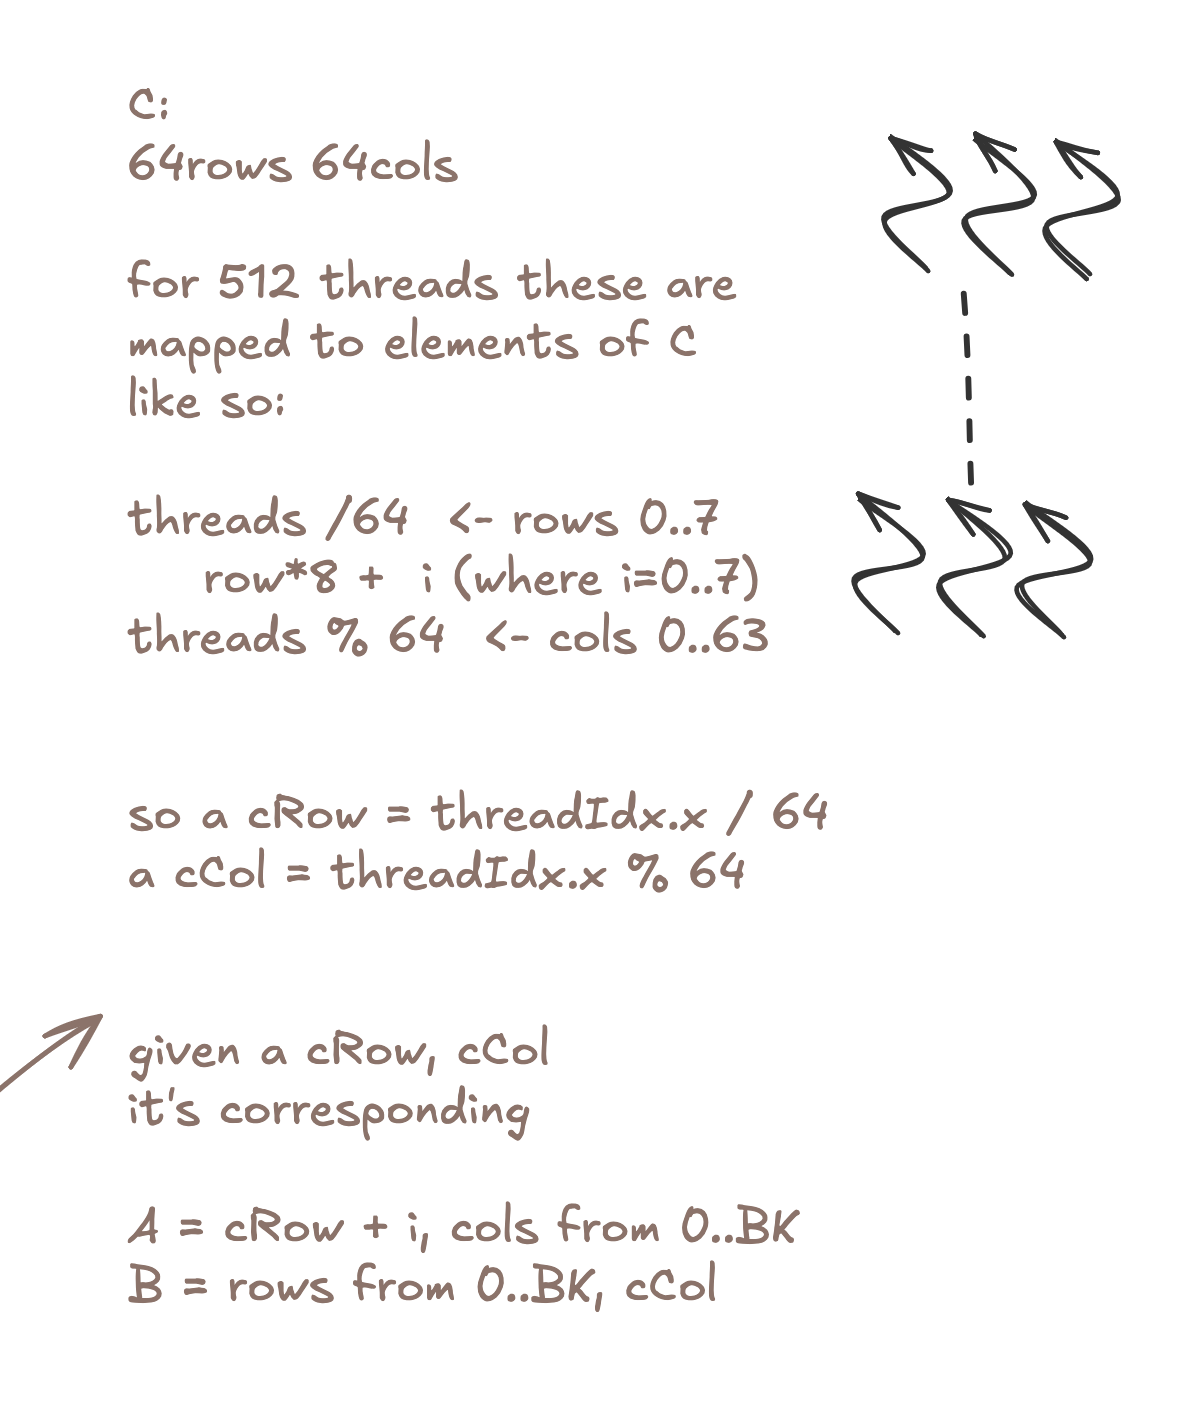 C:
64rows 64cols
for 512 threads these are
mapped to elements of C
like so:
threads /64 <- rows 0..7
row*8 + i (where i=0..7)
threads % 64 <- cols 0..63
so a cRow = threadIdx.x / 64
a cCol = threadIdx.x % 64
given a cRow, cCol
it's corresponding
A = cRow + i, cols from 0..BK
B = rows from 0..BK, cCol